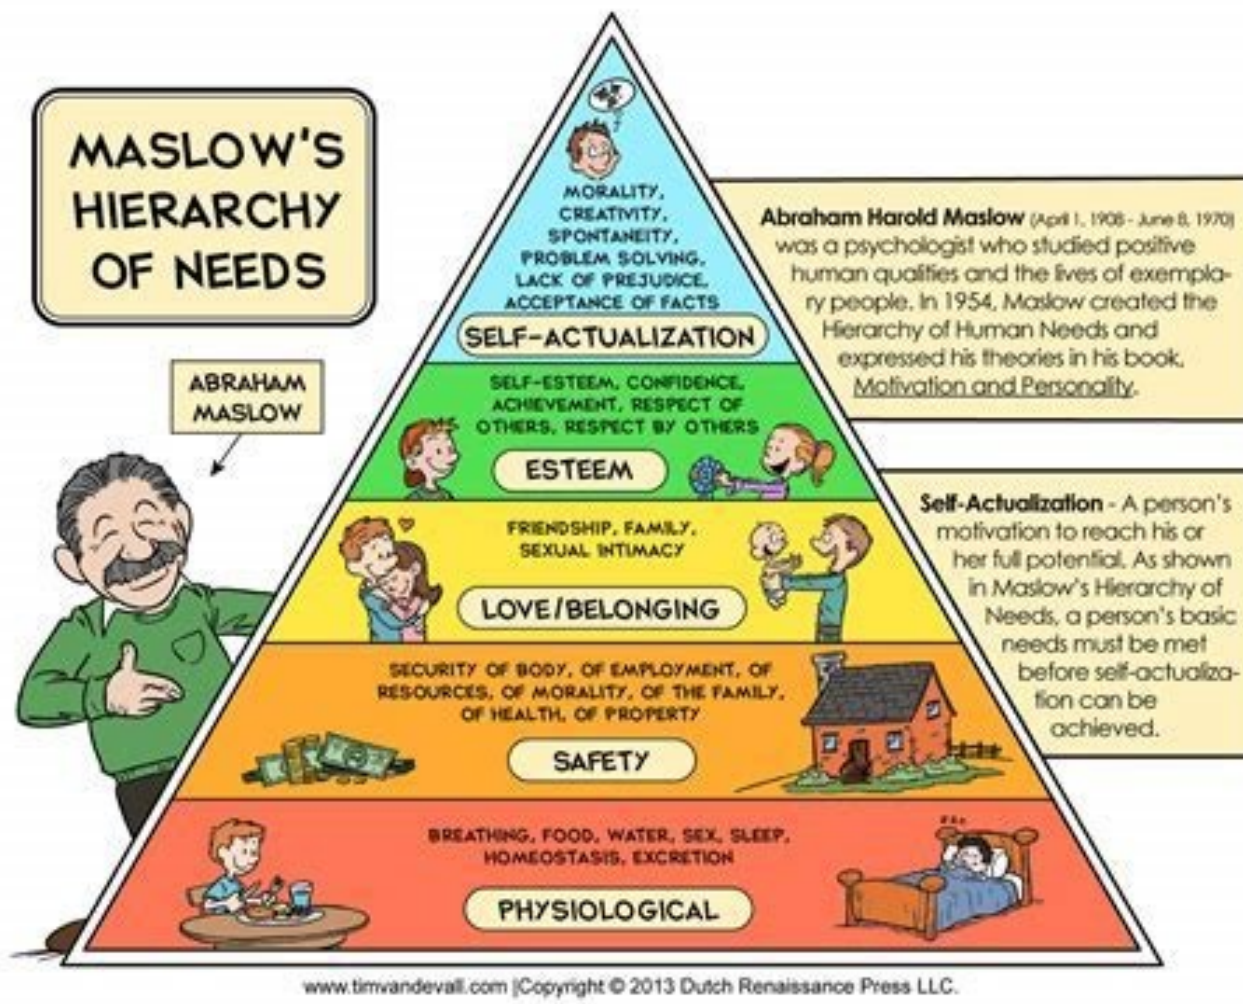 MASLOW'S
HIERARCHY
OF NEEDS
ABRAHAM
MASLOW
MORALITY,
CREATIVITY,
SPONTANEITY,
PROBLEM SOLVING,
LACK OF PREJUDICE,
ACCEPTANCE OF FACTS
SELF-ACTUALIZATION
SELF-ESTEEM, CONFIDENCE,
ACHIEVEMENT, RESPECT OF
OTHERS, RESPECT BY OTHERS
ESTEEM
FRIENDSHIP, FAMILY,
SEXUAL INTIMACY
LOVE/BELONGING
SECURITY OF BODY, OF EMPLOYMENT, OF
RESOURCES, OF MORALITY, OF THE FAMILY,
OF HEALTH, OF PROPERTY
SAFETY
BREATHING, FOOD, WATER, SEX, SLEEP,
HOMEOSTASIS, EXCRETION
PHYSIOLOGICAL
Abraham Harold Maslow (April 1, 1908 - June 8, 1970)
was a psychologist who studied positive
human qualities and the lives of exempla-
ry people. In 1954, Maslow created the
Hierarchy of Human Needs and
expressed his theories in his book,
Motivation and Personality.
Self-Actualization - A person's
motivation to reach his or
her full potential. As shown
in Maslow's Hierarchy of
Needs, a person's basic
needs must be met
before self-actualiza-
tion can be
achieved.
www.timvandevall.com |Copyright © 2013 Dutch Renaissance Press LLC.